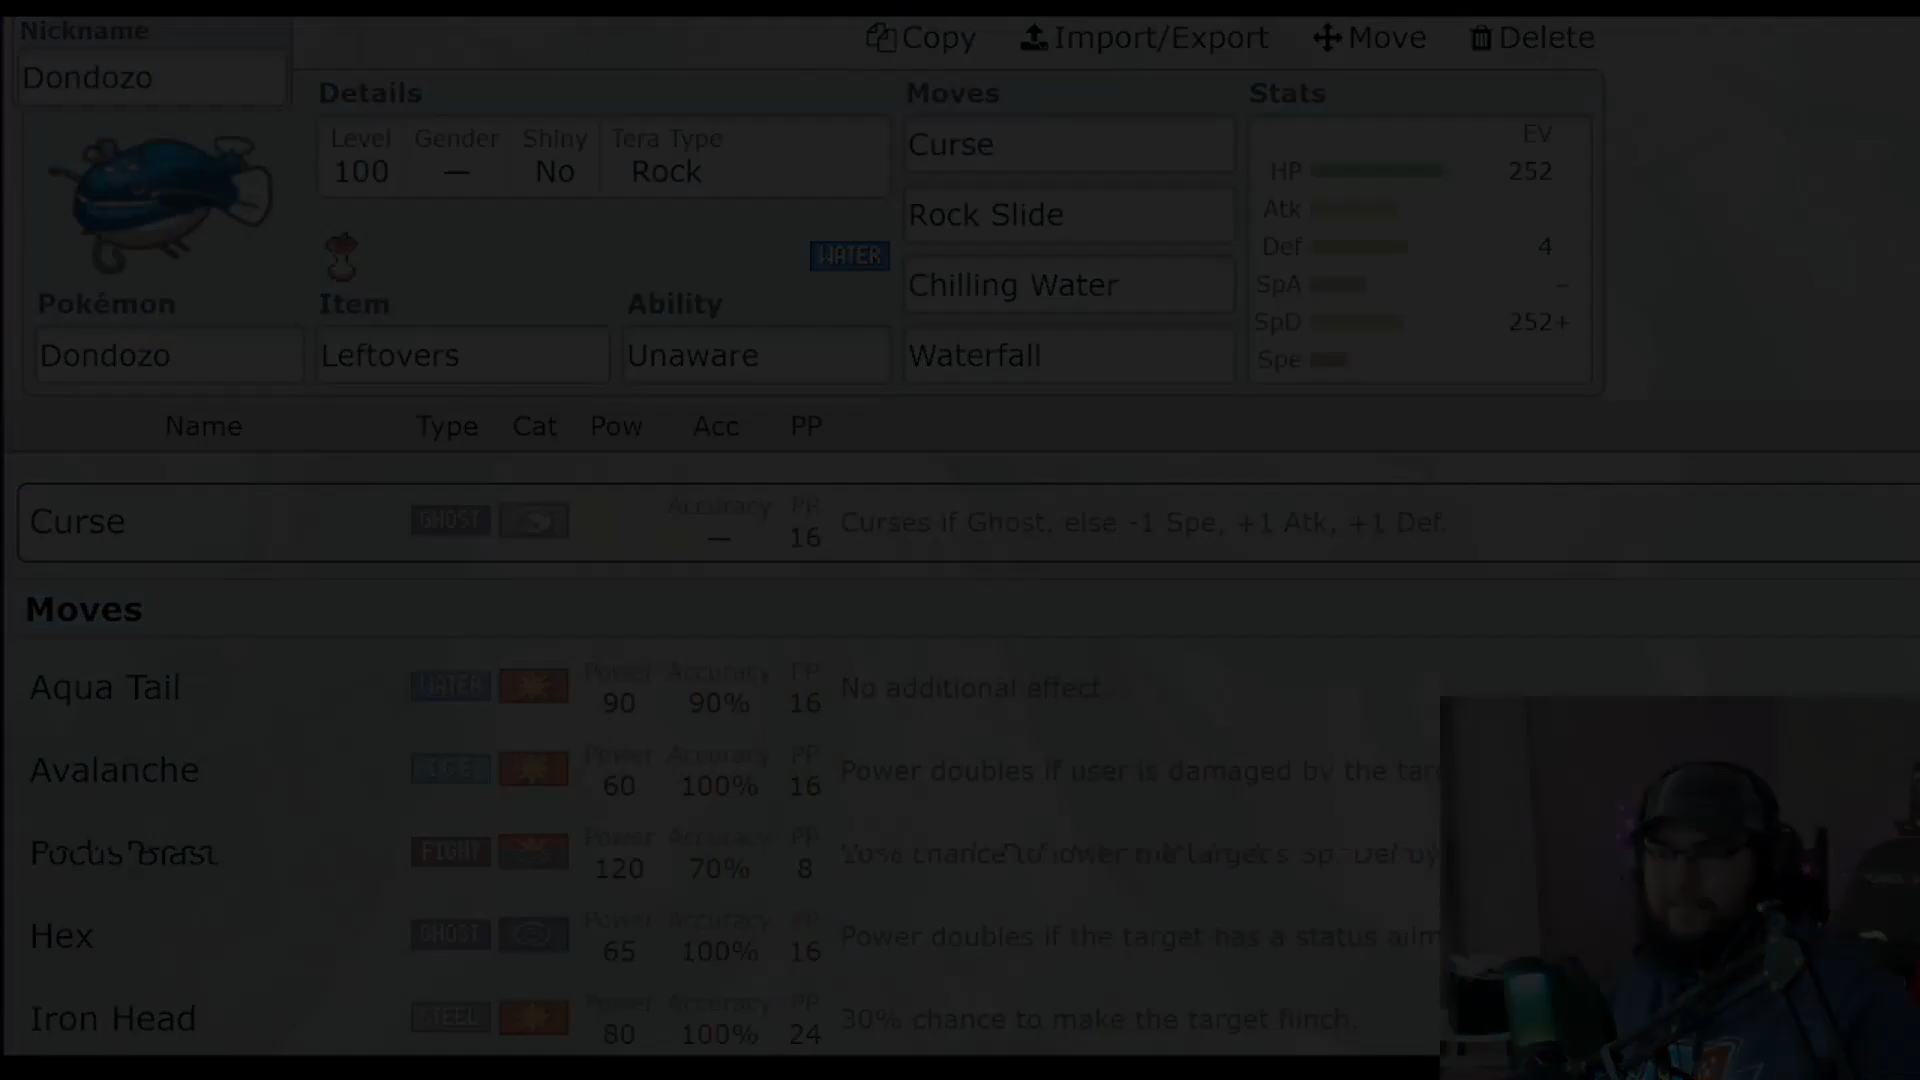 Nickname
Dondozo
Copy Import/Export Move Delete
Details
Level Gender Shiny Tera Type
100 — No Rock
WATER
Pokémon Item Ability
Dondozo Leftovers Unaware
Moves
Curse
Rock Slide
Chilling Water
Waterfall
Stats
EV
HP 252
Atk
Def 4
SpA –
SpD 252+
Spe
Name Type Cat Pow Acc PP
Curse GHOST Accuracy — PP 16 Curses if Ghost, else -1 Spe, +1 Atk, +1 Def.
Moves
Aqua Tail WATER Power 90 Accuracy 90% PP 16 No additional effect.
Avalanche ICE Power 60 Accuracy 100% PP 16 Power doubles if user is damaged by the
FIGHT Power 120 Accuracy 70% PP 8
Hex GHOST Power 65 Accuracy 100% PP 16 Power doubles if the target has a status
Iron Head STEEL Power 80 Accuracy 100% PP 24 30% chance to make the target flinch.